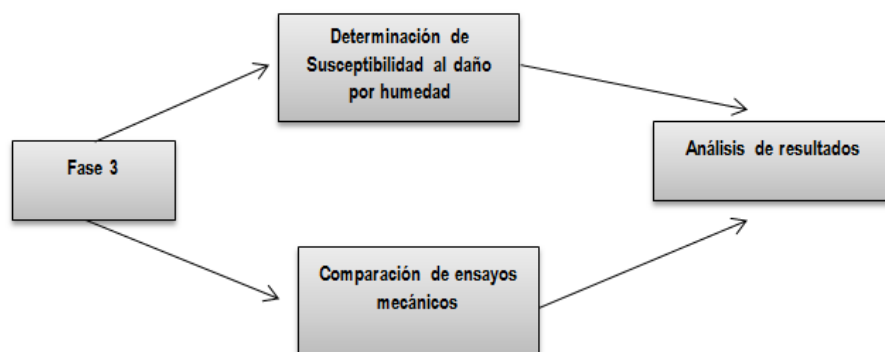 Determinación de
Susceptibilidad al daño
por humedad
Fase 3
Análisis de resultados
Comparación de ensayos
mecánicos